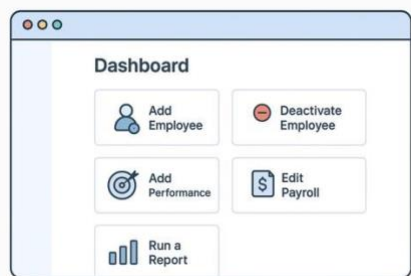 Dashboard
Add
Employee
Deactivate
Employee
Add
Performance
Edit
Payroll
Run a
Report